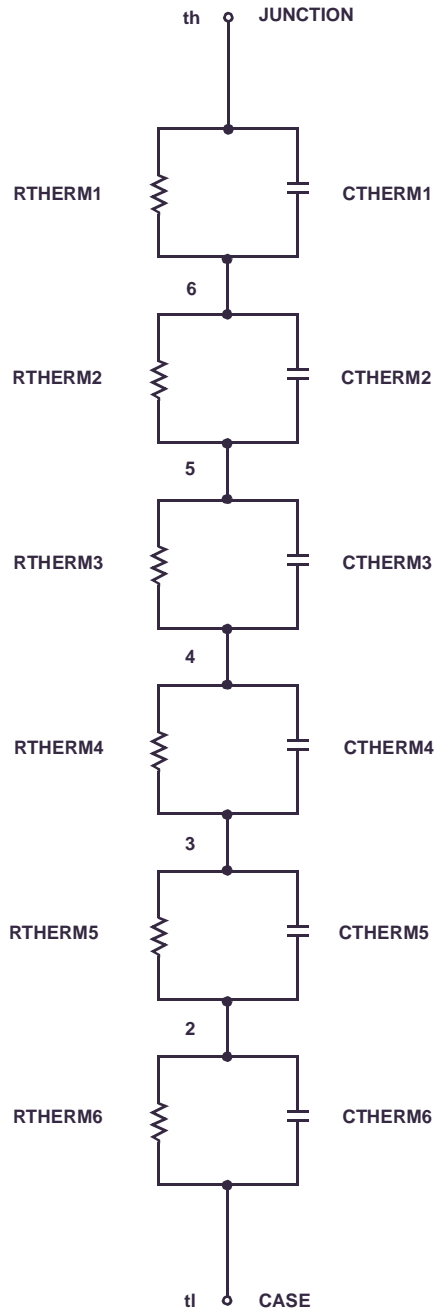 th JUNCTION
RTHERM1 CTHERM1
6
RTHERM2 CTHERM2
5
RTHERM3 CTHERM3
4
RTHERM4 CTHERM4
3
RTHERM5 CTHERM5
2
RTHERM6 CTHERM6
tl CASE